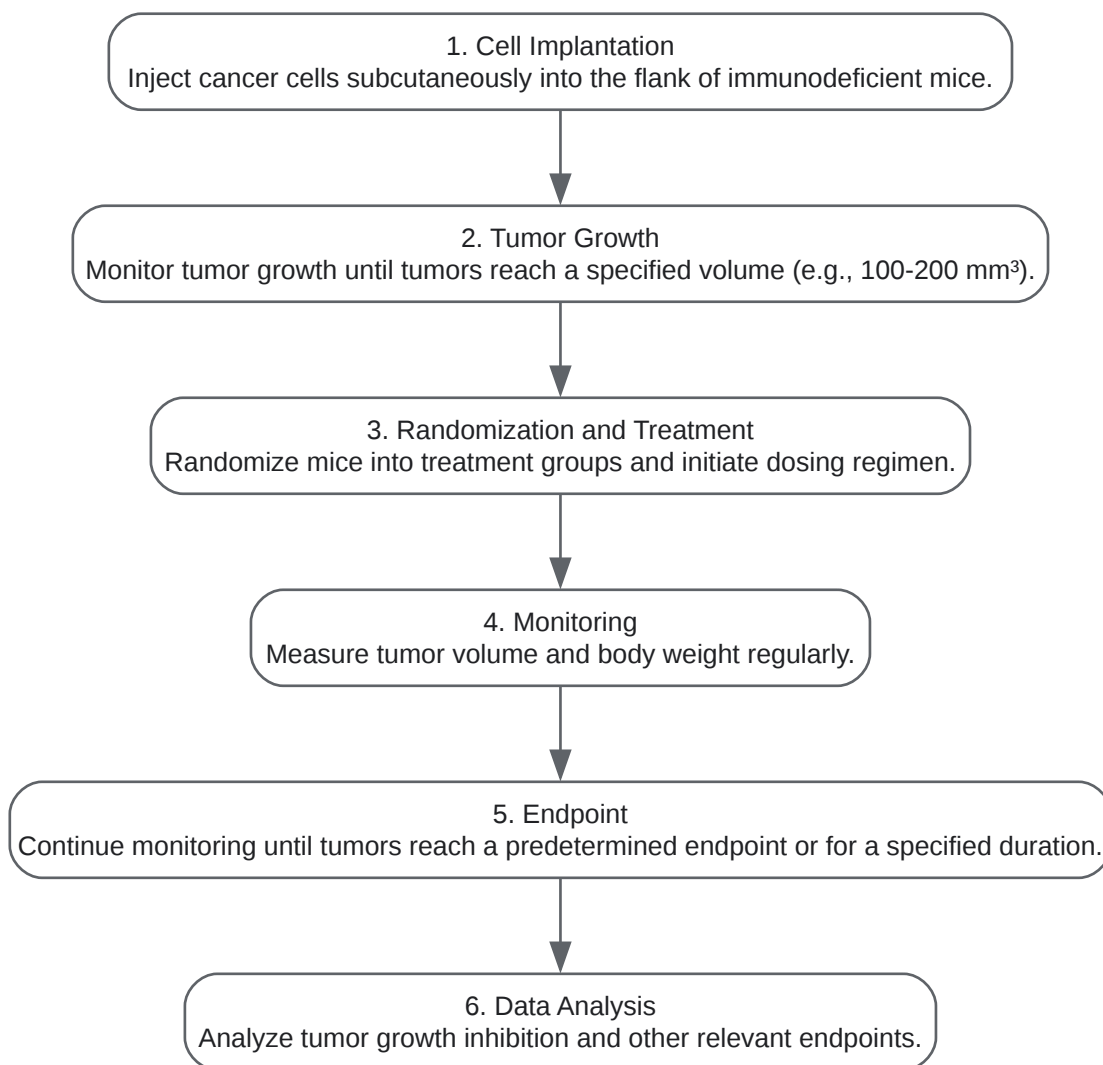 1. Cell Implantation
Inject cancer cells subcutaneously into the flank of immunodeficient mice.
2. Tumor Growth
Monitor tumor growth until tumors reach a specified volume (e.g., 100-200 mm³).
3. Randomization and Treatment
Randomize mice into treatment groups and initiate dosing regimen.
4. Monitoring
Measure tumor volume and body weight regularly.
5. Endpoint
Continue monitoring until tumors reach a predetermined endpoint or for a specified duration.
6. Data Analysis
Analyze tumor growth inhibition and other relevant endpoints.